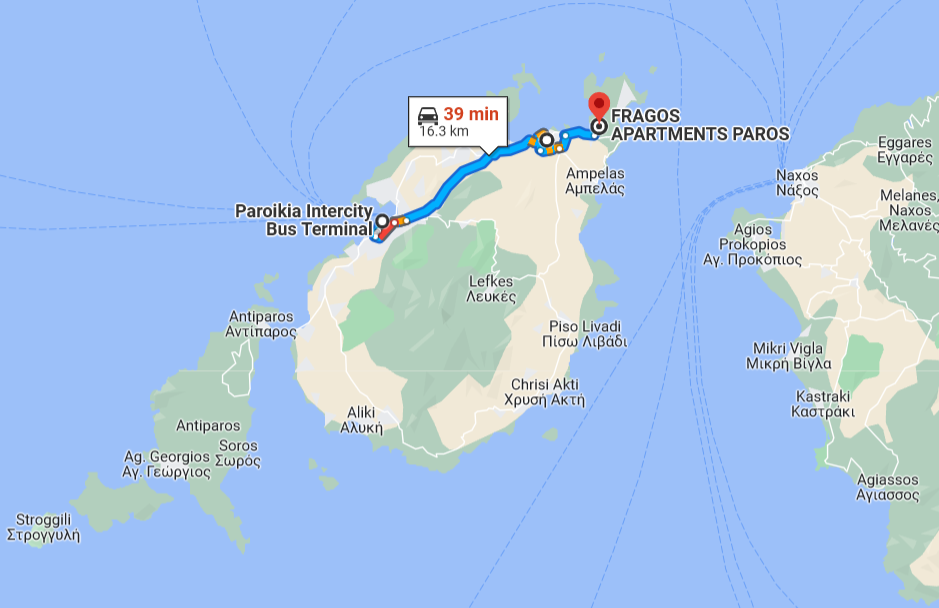 39 min
16.3 km
FRAGOS
APARTMENTS PAROS
Eggares
Εγγαρές
Ampelas
Αμπελάς
Naxos
Νάξος
Melanes,
Naxos
Μελανές
Paroikia Intercity
Bus Terminal
Agios
Prokopios
Αγ. Προκόπιος
Lefkes
Λευκές
Antiparos
Αντίπαρος
Piso Livadi
Πίσω Λιβάδι
Mikri Vigla
Μικρή Βίγλα
Chrisi Akti
Χρυσή Ακτή
Kastraki
Καστράκι
Aliki
Αλυκή
Antiparos
Soros
Σωρός
Ag. Georgios
Αγ. Γεώργιος
Agiassos
Αγιασσος
Stroggili
Στρογγυλή